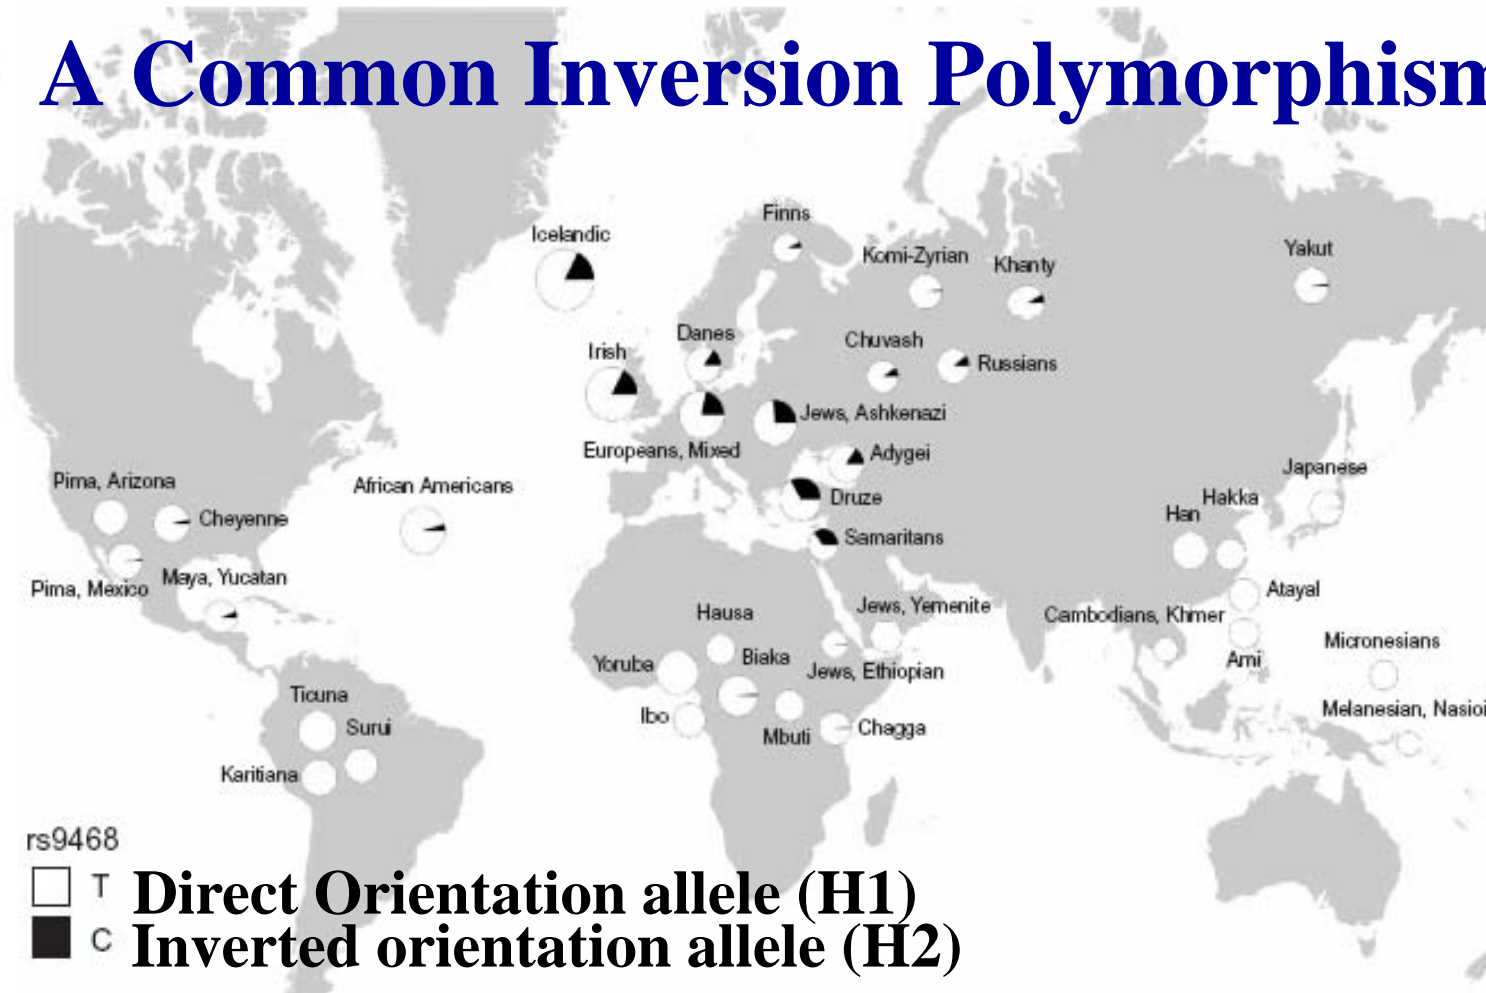 A Common Inversion Polymorphism
Finns
Icelandic
Komi-Zyrian
Khanty
Yakut
Danes
Irish
Chuvash
Russians
Jews, Ashkenazi
Europeans, Mixed
Adygei
Pima, Arizona
African Americans
Japanese
Cheyenne
Druze
Hakka
Han
Samaritans
Pima, Mexico
Maya, Yucatan
Atayal
Hausa
Jews, Yemenite
Cambodians, Khmer
Yoruba
Biaka
Jews, Ethiopian
Ami
Micronesians
Ticuna
Surui
Ibo
Mbuti
Chagga
Melanesian, Nasioi
Karitiana
rs9468
T Direct Orientation allele (H1)
C Inverted orientation allele (H2)